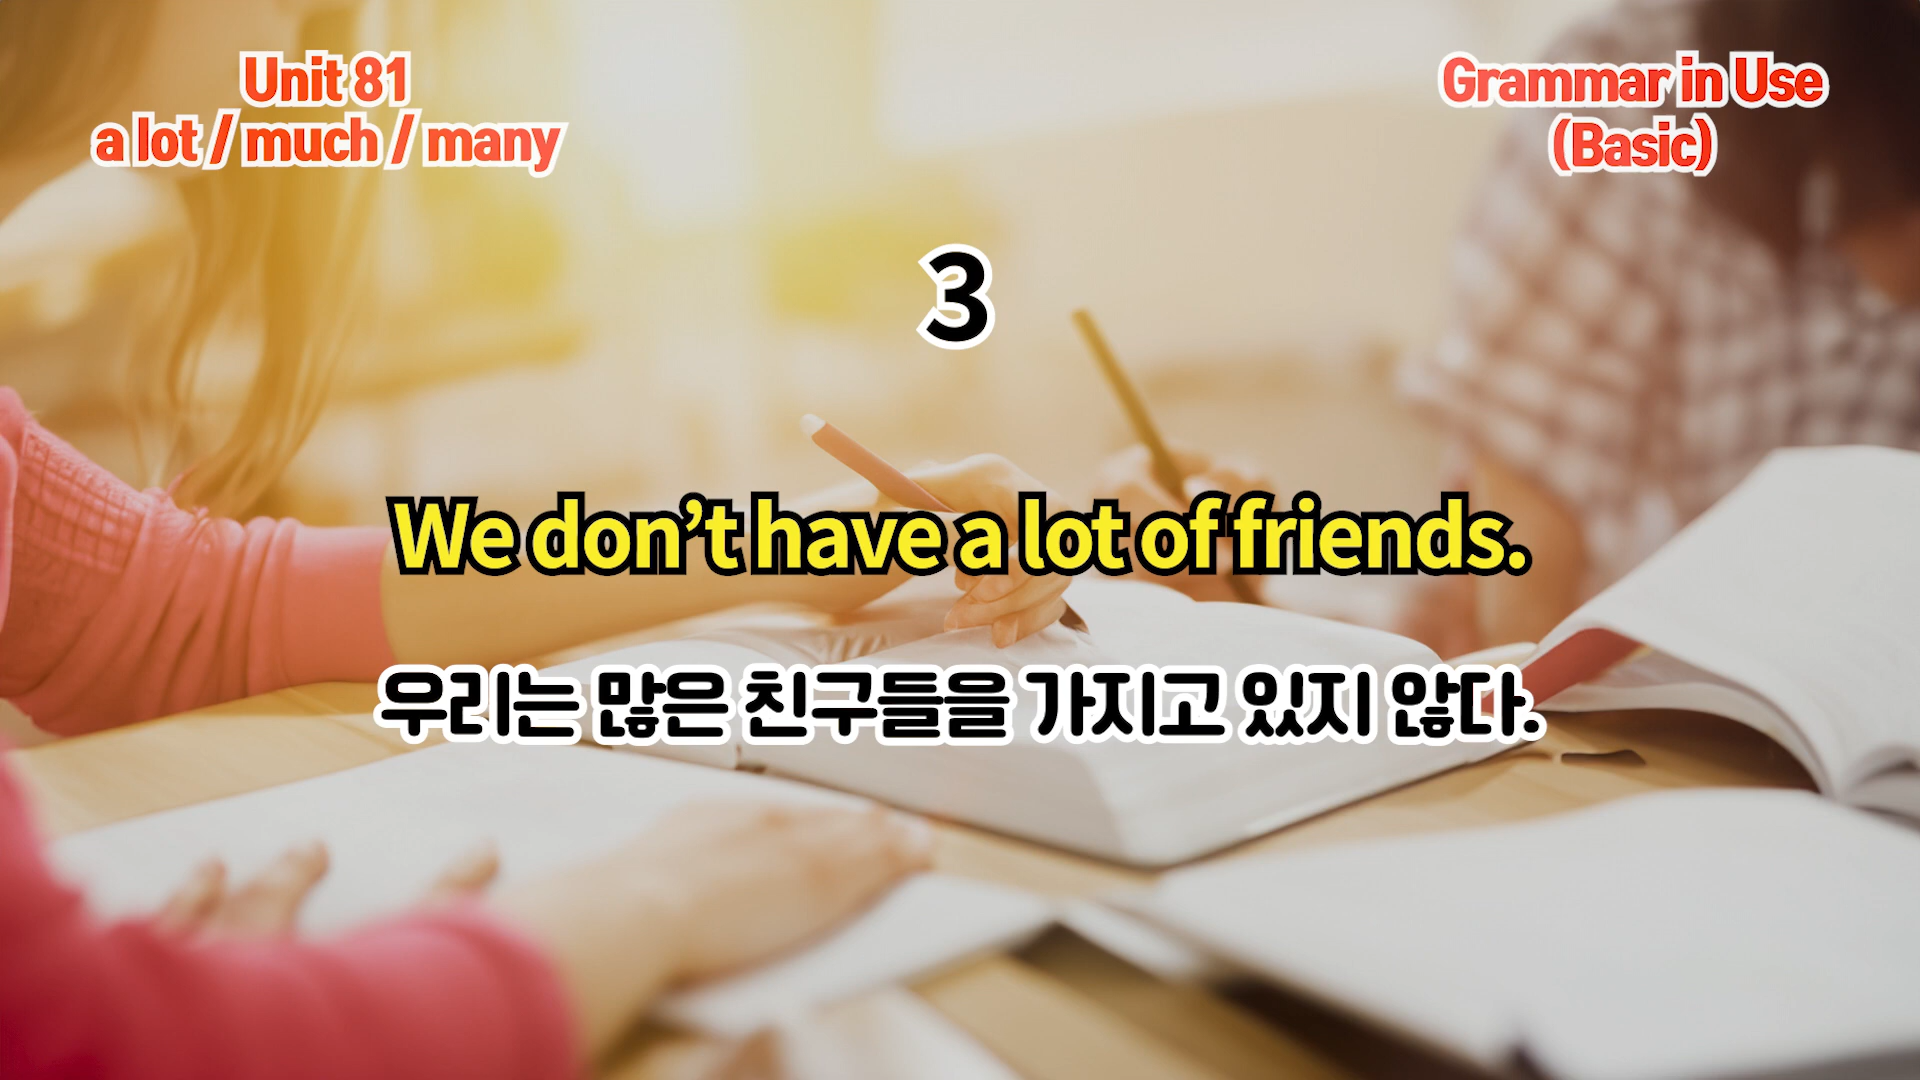 Unit 81
a lot / much / many
Grammar in Use
(Basic)
3
We don’t have a lot of friends.
우리는 많은 친구들을 가지고 있지 않다.